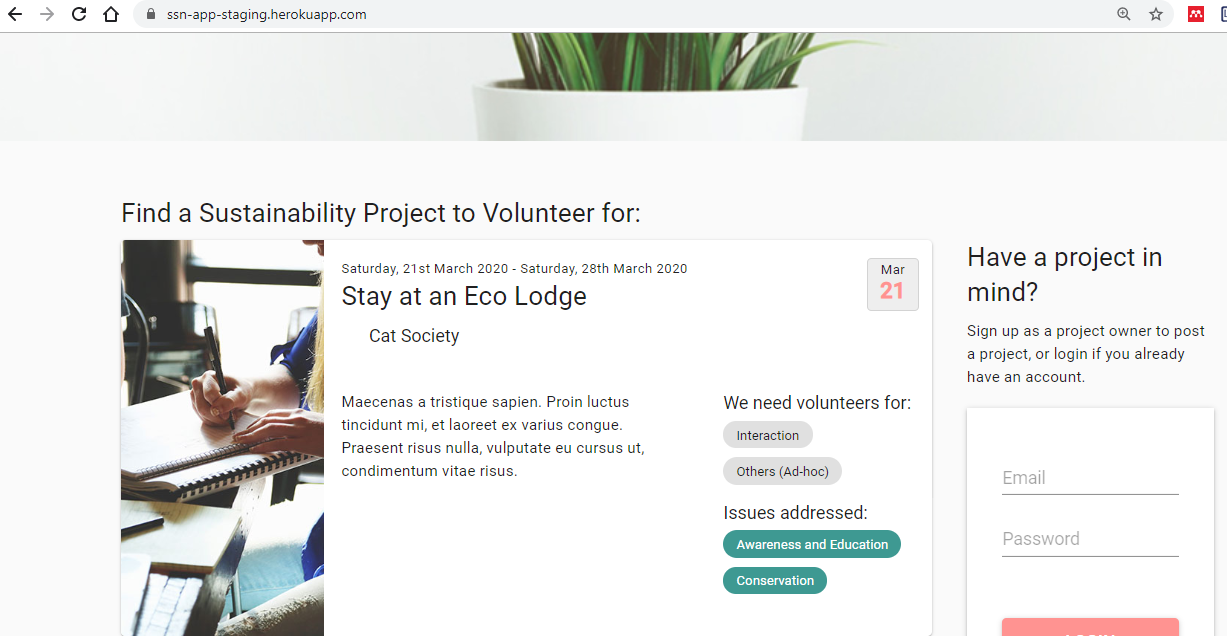 ssn-app-staging.herokuapp.com
Find a Sustainability Project to Volunteer for:
Saturday, 21st March 2020 - Saturday, 28th March 2020
Mar
21
Stay at an Eco Lodge
Cat Society
Maecenas a tristique sapien. Proin luctus
tincidunt mi, et laoreet ex varius congue.
Praesent risus nulla, vulputate eu cursus ut,
condimentum vitae risus.
We need volunteers for:
Interaction
Others (Ad-hoc)
Issues addressed:
Awareness and Education
Conservation
Have a project in
mind?
Sign up as a project owner to post
a project, or login if you already
have an account.
Email
Password